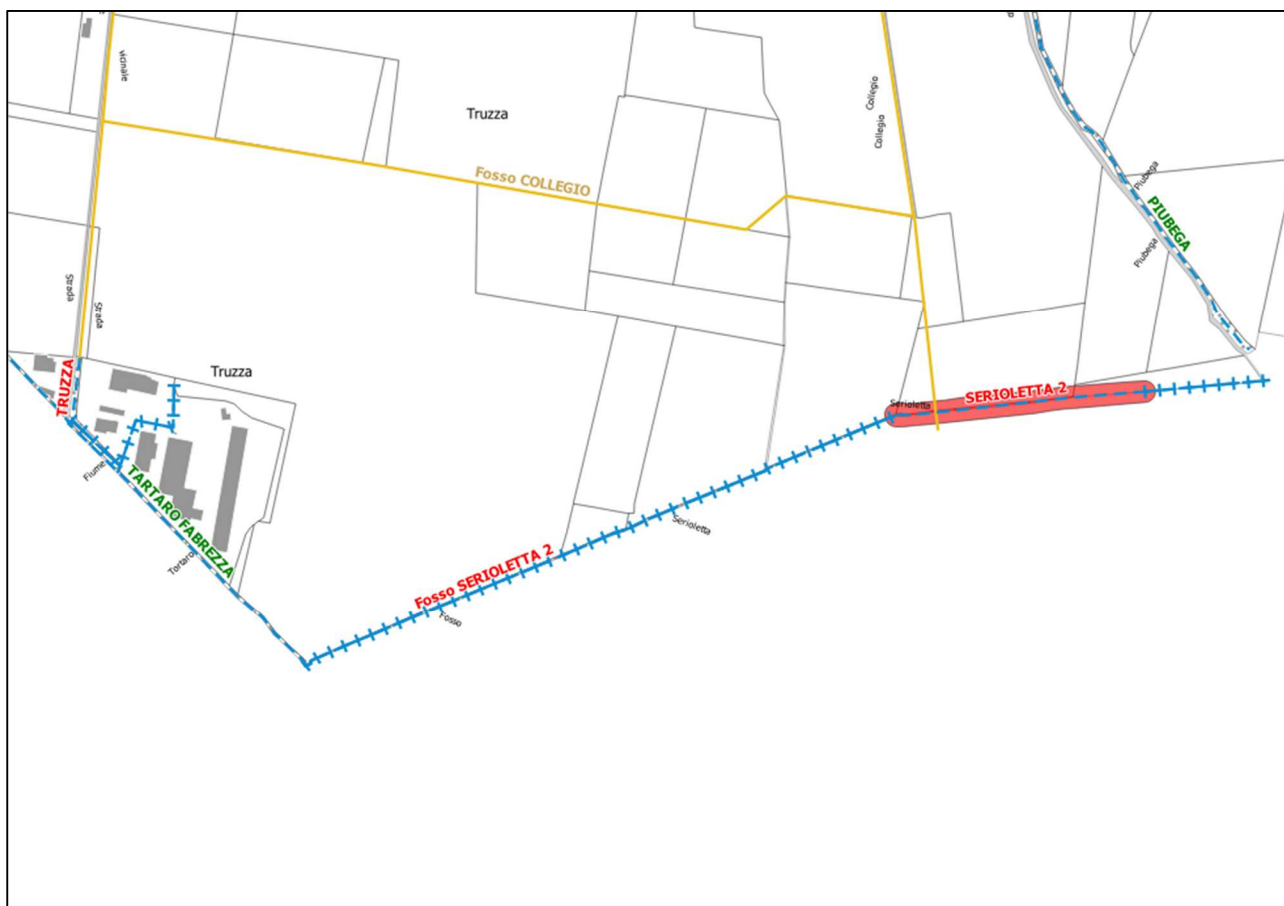 vicinale
Truzza
Collegio
Collegio
Fosso COLLEGIO
Piubega
PIUBEGA
Piubega
Strada
Strada
TRUZZA
Truzza
SERIOLETTA 2
Serioletta
Fiume
TARTARO FABREZZA
Tortaro
Serioletta
Fosso SERIOLETTA 2
Fosso